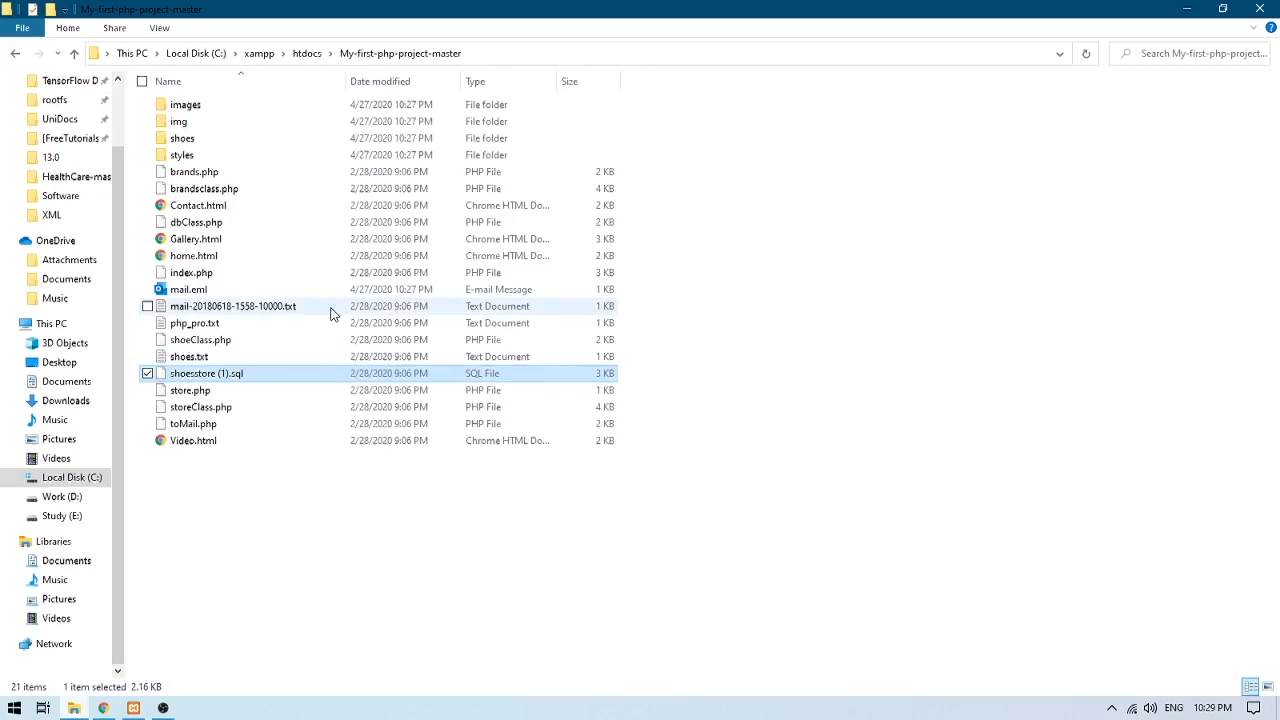 My-first-php-project-master
File Home Share View
This PC Local Disk (C:) xampp htdocs My-first-php-project-master Search My-first-php-project...
Name Date modified Type Size
TensorFlow D
rootfs
UniDocs
[FreeTutorials
13.0
HealthCare-mas
Software
XML
OneDrive
Attachments
Documents
Music
This PC
3D Objects
Desktop
Documents
Downloads
Music
Pictures
Videos
Local Disk (C:)
Work (D:)
Study (E:)
Libraries
Documents
Music
Pictures
Videos
Network
images 4/27/2020 10:27 PM File folder
img 4/27/2020 10:27 PM File folder
shoes 4/27/2020 10:27 PM File folder
styles 4/27/2020 10:27 PM File folder
brands.php 2/28/2020 9:06 PM PHP File 2 KB
brandsclass.php 2/28/2020 9:06 PM PHP File 4 KB
Contact.html 2/28/2020 9:06 PM Chrome HTML Do... 2 KB
dbClass.php 2/28/2020 9:06 PM PHP File 2 KB
Gallery.html 2/28/2020 9:06 PM Chrome HTML Do... 3 KB
home.html 2/28/2020 9:06 PM Chrome HTML Do... 2 KB
index.php 2/28/2020 9:06 PM PHP File 3 KB
mail.eml 4/27/2020 10:27 PM E-mail Message 1 KB
mail-20180618-1558-10000.txt 2/28/2020 9:06 PM Text Document 1 KB
php_pro.txt 2/28/2020 9:06 PM Text Document 1 KB
shoeClass.php 2/28/2020 9:06 PM PHP File 2 KB
shoes.txt 2/28/2020 9:06 PM Text Document 1 KB
shoesstore (1).sql 2/28/2020 9:06 PM SQL File 3 KB
store.php 2/28/2020 9:06 PM PHP File 1 KB
storeClass.php 2/28/2020 9:06 PM PHP File 4 KB
toMail.php 2/28/2020 9:06 PM PHP File 2 KB
Video.html 2/28/2020 9:06 PM Chrome HTML Do... 2 KB
21 items 1 item selected 2.16 KB
ENG 10:29 PM